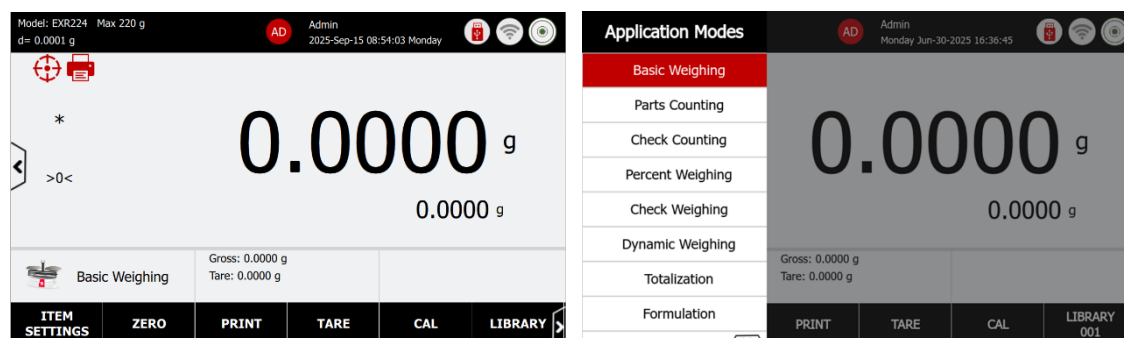 Model: EXR224 Max 220 g
d= 0.0001 g
AD
Admin
2025-Sep-15 08:54:03 Monday
*
>0<
0.0000 g
0.0000 g
Basic Weighing
Gross: 0.0000 g
Tare: 0.0000 g
ITEM
SETTINGS
ZERO
PRINT
TARE
CAL
LIBRARY
Application Modes
AD
Admin
Monday Jun-30-2025 16:36:45
Basic Weighing
Parts Counting
Check Counting
Percent Weighing
Check Weighing
Dynamic Weighing
Totalization
Formulation
0.0000 g
0.0000 g
Gross: 0.0000 g
Tare: 0.0000 g
PRINT
TARE
CAL
LIBRARY
001